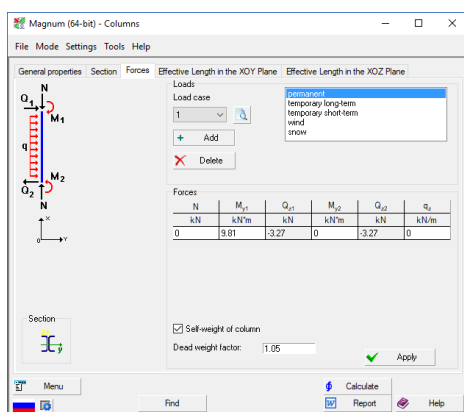 Magnum (64-bit) - Columns
File Mode Settings Tools Help
General properties Section Forces Effective Length in the XOY Plane Effective Length in the XOZ Plane
N
Q1
M1
q
M2
Q2
N
X
0 Y
Loads
Load case
1
Add
Delete
permanent
temporary long-term
temporary short-term
wind
snow
Forces
N My1 Qz1 My2 Qz2 qz
kN kN*m kN kN*m kN kN/m
0 9.81 -3.27 0 -3.27 0
Section
y
Self-weight of column
Dead weight factor: 1.05
Apply
Menu
Calculate
Find
Report
Help